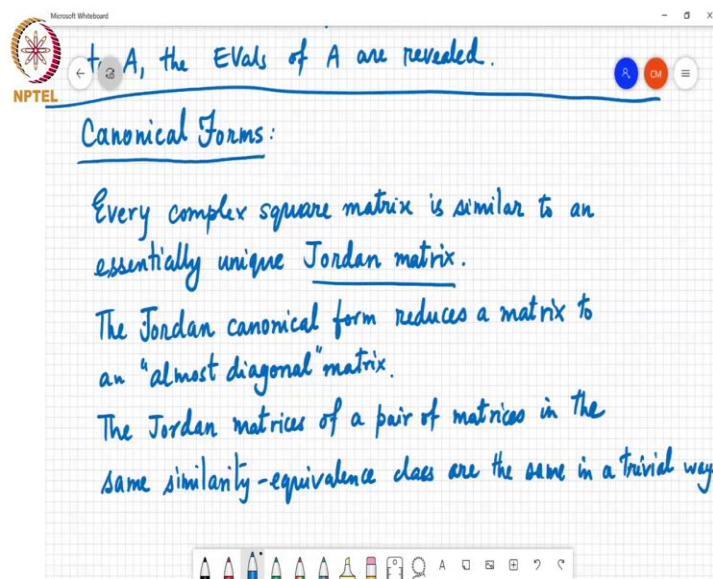 Microsoft Whiteboard
to A, the EVals of A are revealed.
CM
NPTEL
Canonical Forms:
Every complex square matrix is similar to an
essentially unique Jordan matrix.
The Jordan canonical form reduces a matrix to
an "almost diagonal" matrix.
The Jordan matrices of a pair of matrices in the
same similarity-equivalence class are the same in a trivial way